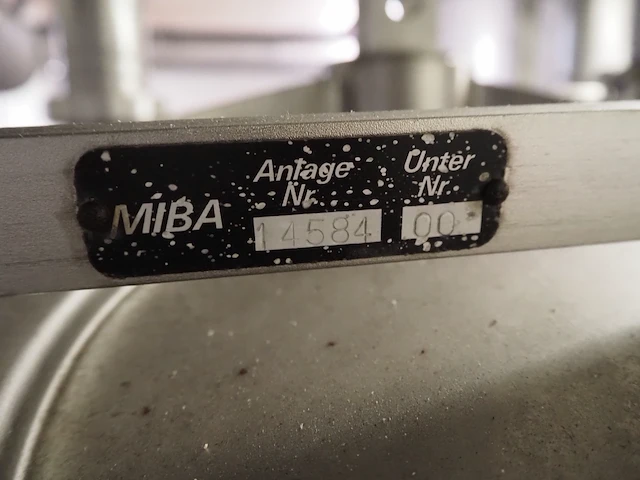 Anlage Unter
Nr. Nr.
MIBA 14584 00